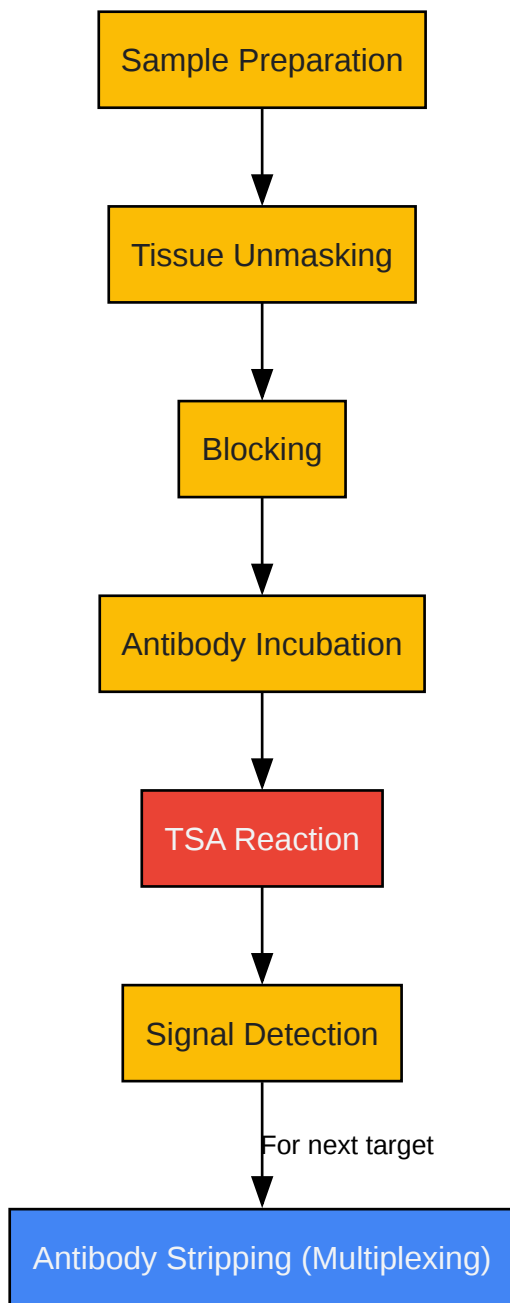 Sample Preparation
Tissue Unmasking
Blocking
Antibody Incubation
TSA Reaction
Signal Detection
For next target
Antibody Stripping (Multiplexing)